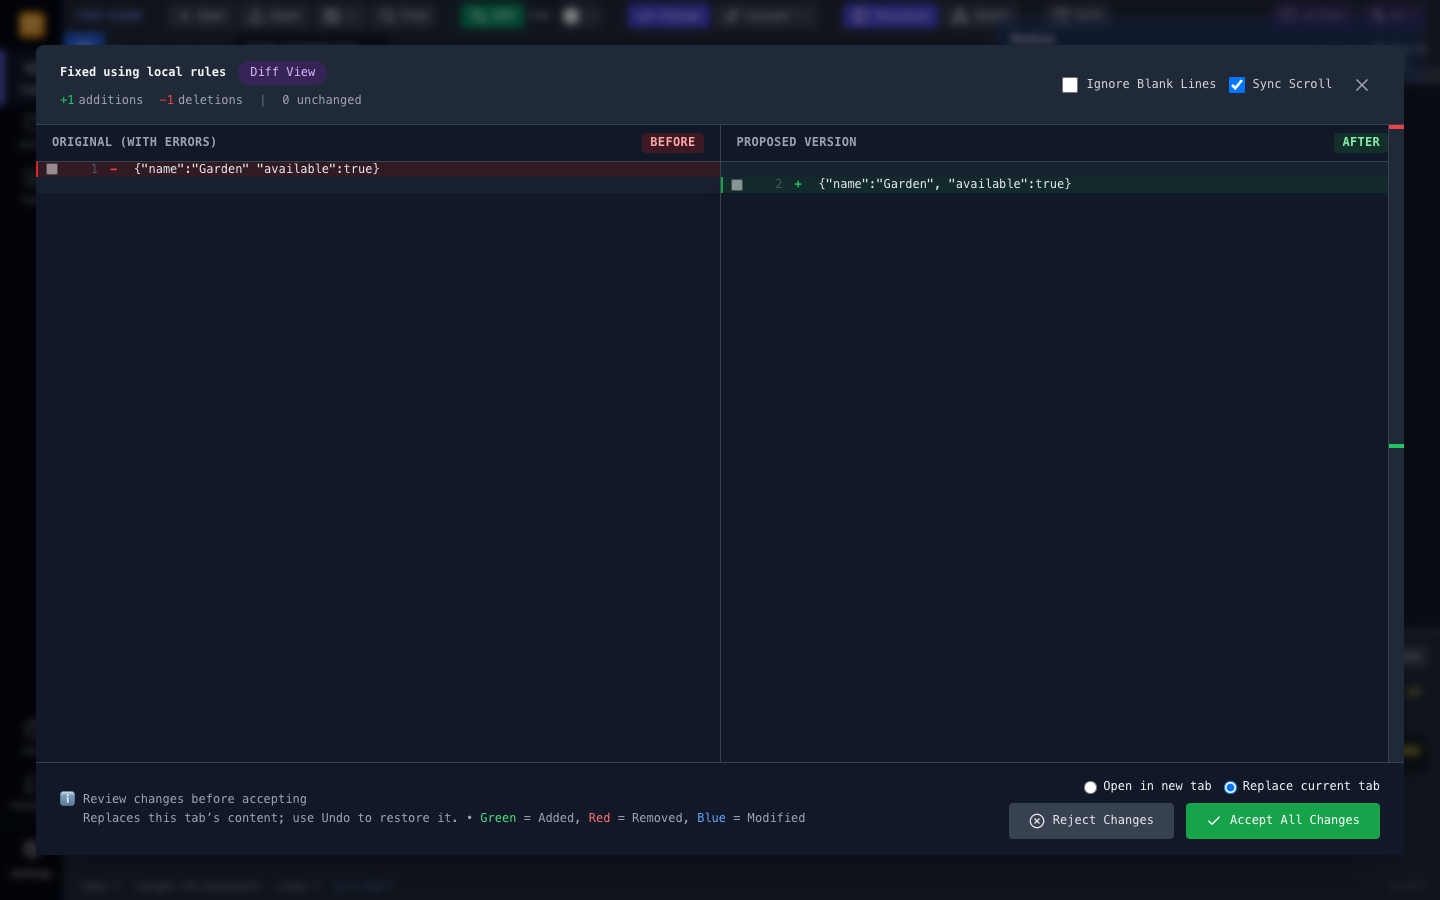 Fixed using local rules Diff View
+1 additions −1 deletions | 0 unchanged
Ignore Blank Lines Sync Scroll
ORIGINAL (WITH ERRORS) BEFORE
PROPOSED VERSION AFTER
1 − {"name":"Garden" "available":true}
2 + {"name":"Garden", "available":true}
Review changes before accepting
Replaces this tab’s content; use Undo to restore it. • Green = Added, Red = Removed, Blue = Modified
Open in new tab Replace current tab
Reject Changes Accept All Changes